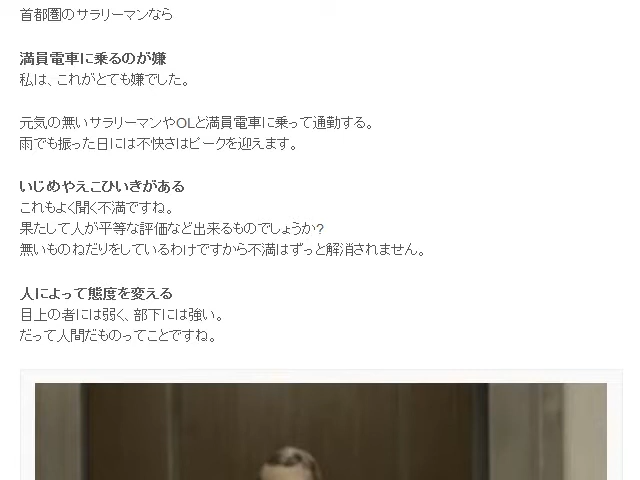 首都圏のサラリーマンなら
満員電車に乗るのが嫌
私は、これがとても嫌でした。
元気の無いサラリーマンやOLと満員電車に乗って通勤する。
雨でも振った日には不快さはピークを迎えます。
いじめやえこひいきがある
これもよく聞く不満ですね。
果たして人が平等な評価など出来るものでしょうか?
無いものねだりをしているわけですから不満はずっと解消されません。
人によって態度を変える
目上の者には弱く、部下には強い。
だって人間だものってことですね。